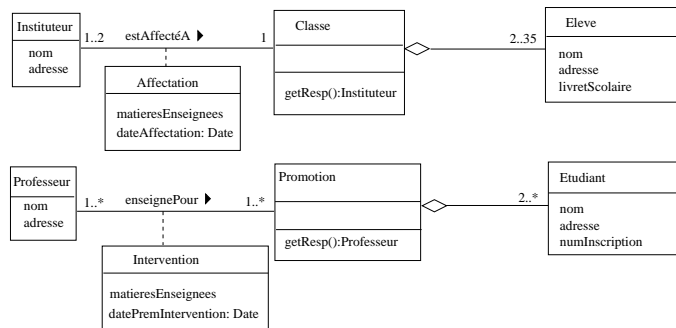 Instituteur
nom
adresse
1..2
estAffectéA
1
Classe
getResp():Instituteur
2..35
Eleve
nom
adresse
livretScolaire
Affectation
matieresEnseignees
dateAffectation: Date
Professeur
nom
adresse
1..*
enseignePour
1..*
Promotion
getResp():Professeur
2..*
Etudiant
nom
adresse
numInscription
Intervention
matieresEnseignees
datePremIntervention: Date